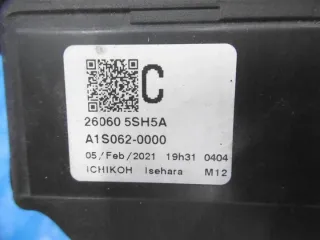 C
26060 5SH5A
A1S062-0000
05/Feb/2021 19h31 0404
ICHIKOH Isehara M12